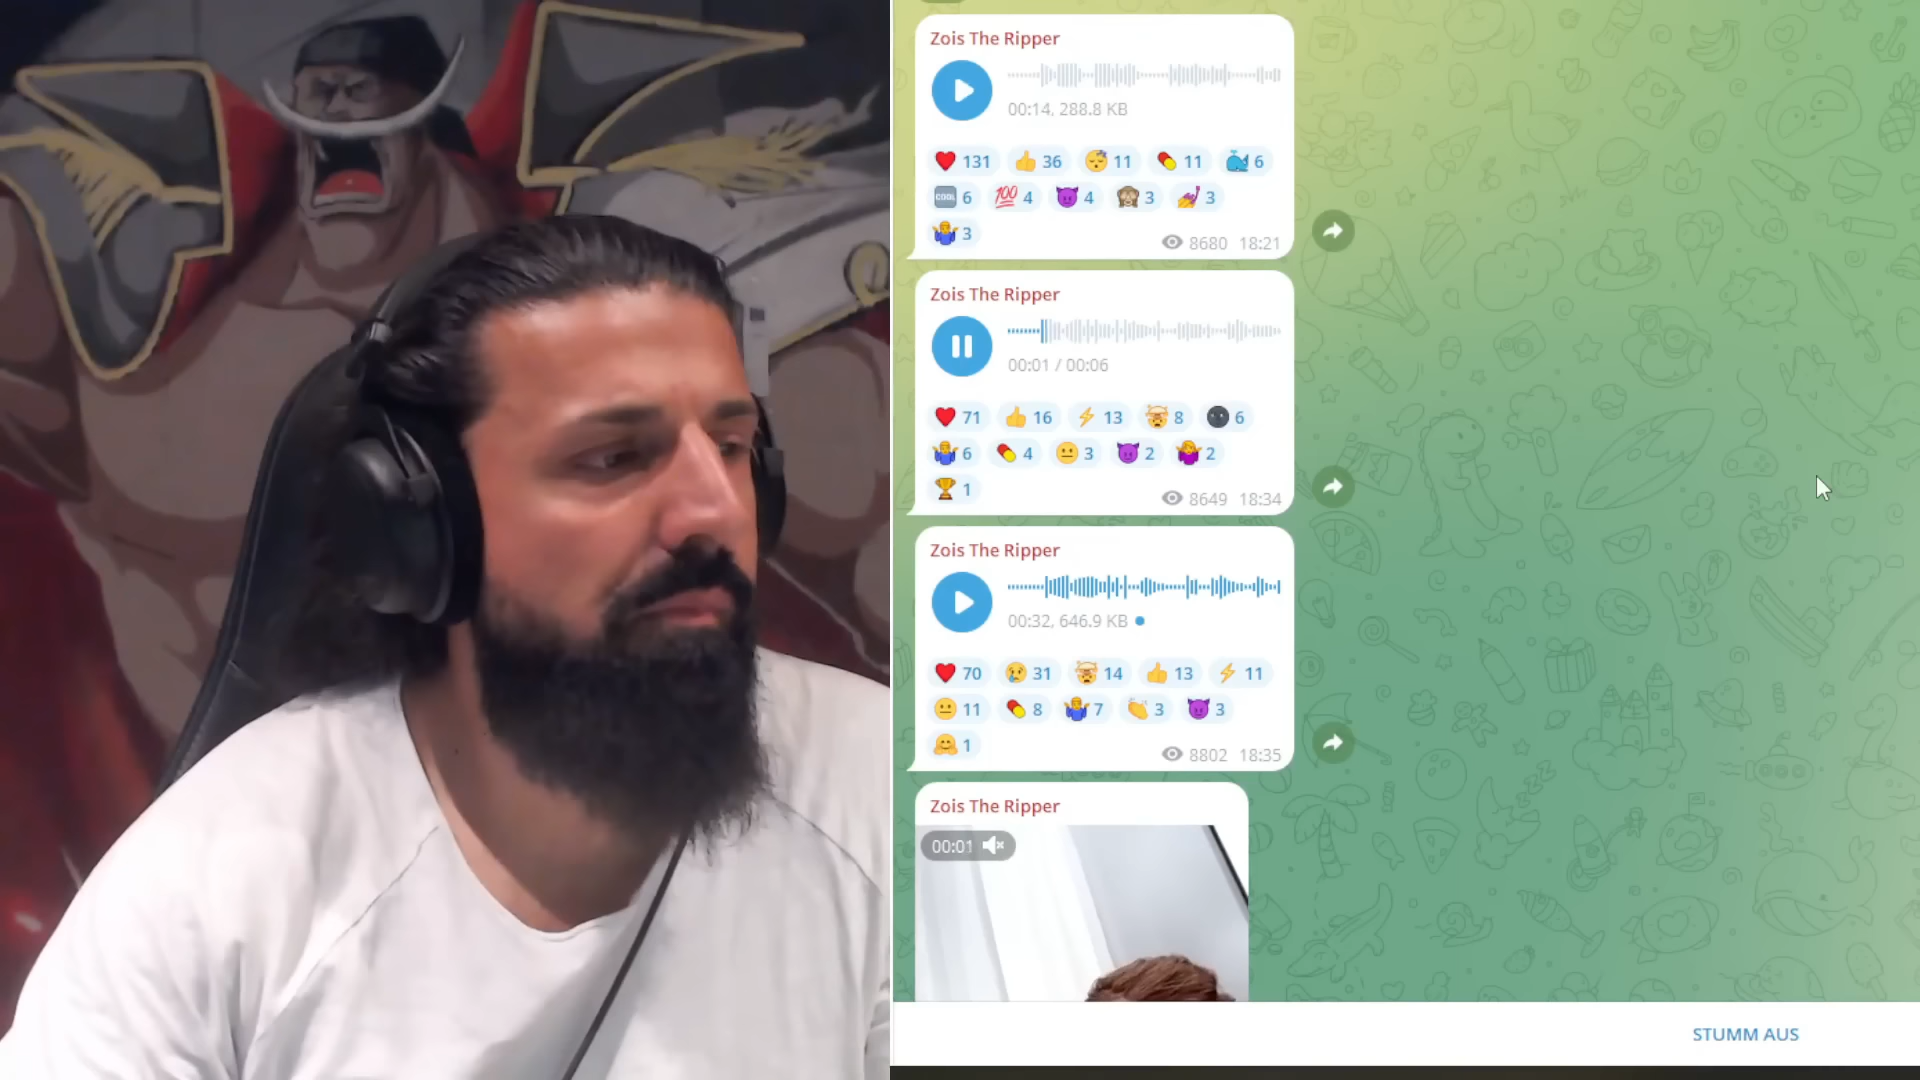 Zois The Ripper
00:14, 288.8 KB
131 36 11 11 6
COOL 6 100 4 4 3 3
3 8680 18:21
Zois The Ripper
00:01 / 00:06
71 16 13 8 6
6 4 3 2 2
1 8649 18:34
Zois The Ripper
00:32, 646.9 KB
70 31 14 13 11
11 8 7 3 3
1 8802 18:35
Zois The Ripper
00:01
STUMM AUS